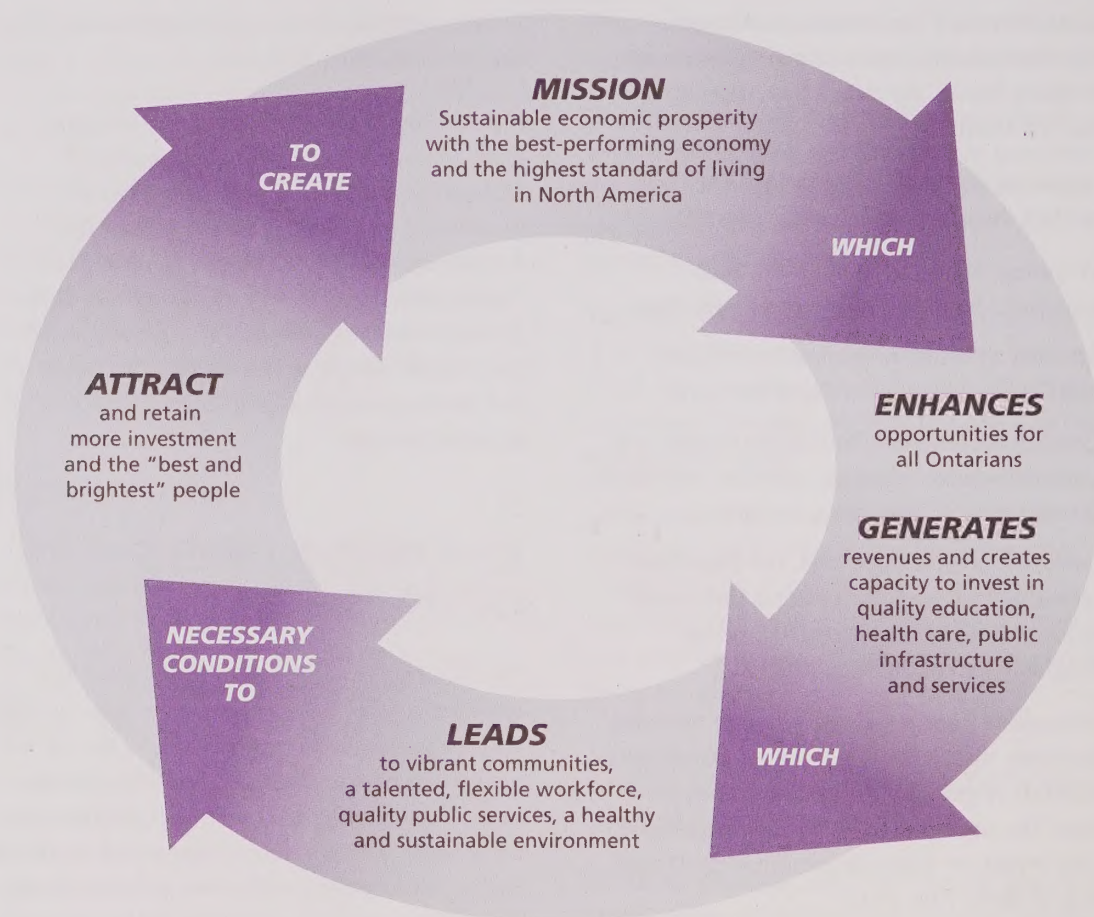 MISSION
Sustainable economic prosperity
with the best-performing economy
and the highest standard of living
in North America
WHICH
ENHANCES
opportunities for
all Ontarians
GENERATES
revenues and creates
capacity to invest in
quality education,
health care, public
infrastructure
and services
WHICH
LEADS
to vibrant communities,
a talented, flexible workforce,
quality public services, a healthy
and sustainable environment
NECESSARY
CONDITIONS
TO
ATTRACT
and retain
more investment
and the "best and
brightest" people
TO
CREATE